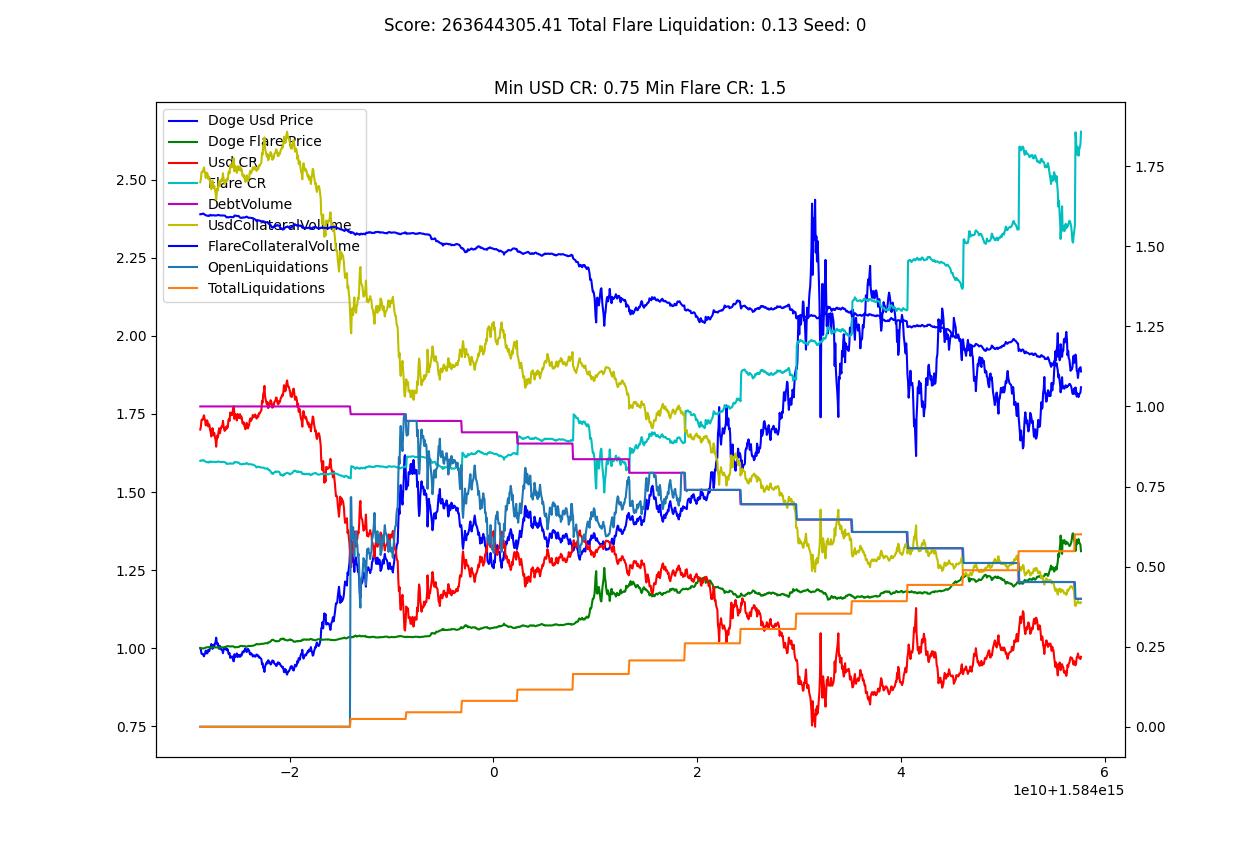 Score: 263644305.41 Total Flare Liquidation: 0.13 Seed: 0
Min USD CR: 0.75 Min Flare CR: 1.5
Doge Usd Price
Doge Flare Price
Usd CR
Flare CR
DebtVolume
UsdCollateralVolume
FlareCollateralVolume
OpenLiquidations
TotalLiquidations
2.50
2.25
2.00
1.75
1.50
1.25
1.00
0.75
1.75
1.50
1.25
1.00
0.75
0.50
0.25
0.00
−2 0 2 4 6
1e10+1.584e15